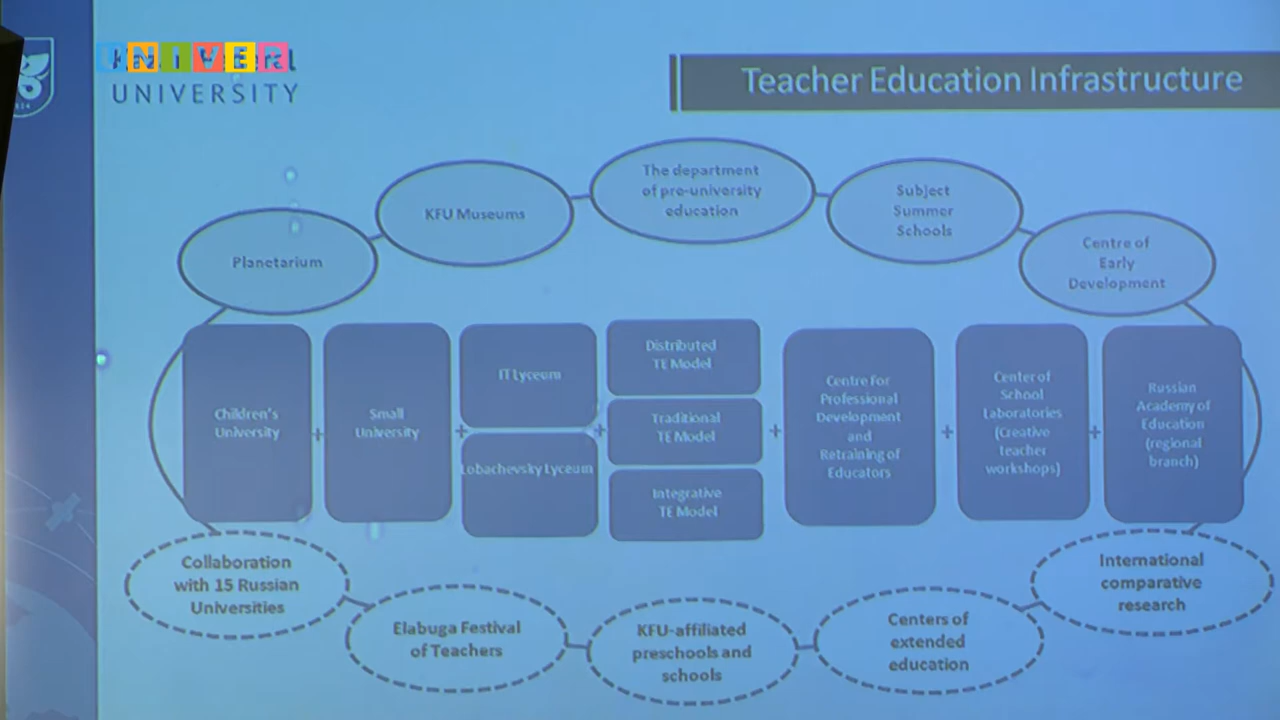 UNIVER
UNIVERSITY
Teacher Education Infrastructure
The department
of pre-university
education
KFU Museums
Subject
Summer
Schools
Planetarium
Centre of
Early
Development
Children's
University
+
Small
University
+
IT Lyceum
Lobachevsky Lyceum
+
Distributed
TE Model
Traditional
TE Model
Integrative
TE Model
+
Centre for
Professional
Development
and
Retraining of
Educators
+
Center of
School
Laboratories
(Creative
teacher
workshops)
+
Russian
Academy of
Education
(regional
branch)
Collaboration
with 15 Russian
Universities
Elabuga Festival
of Teachers
KFU-affiliated
preschools and
schools
Centers of
extended
education
International
comparative
research